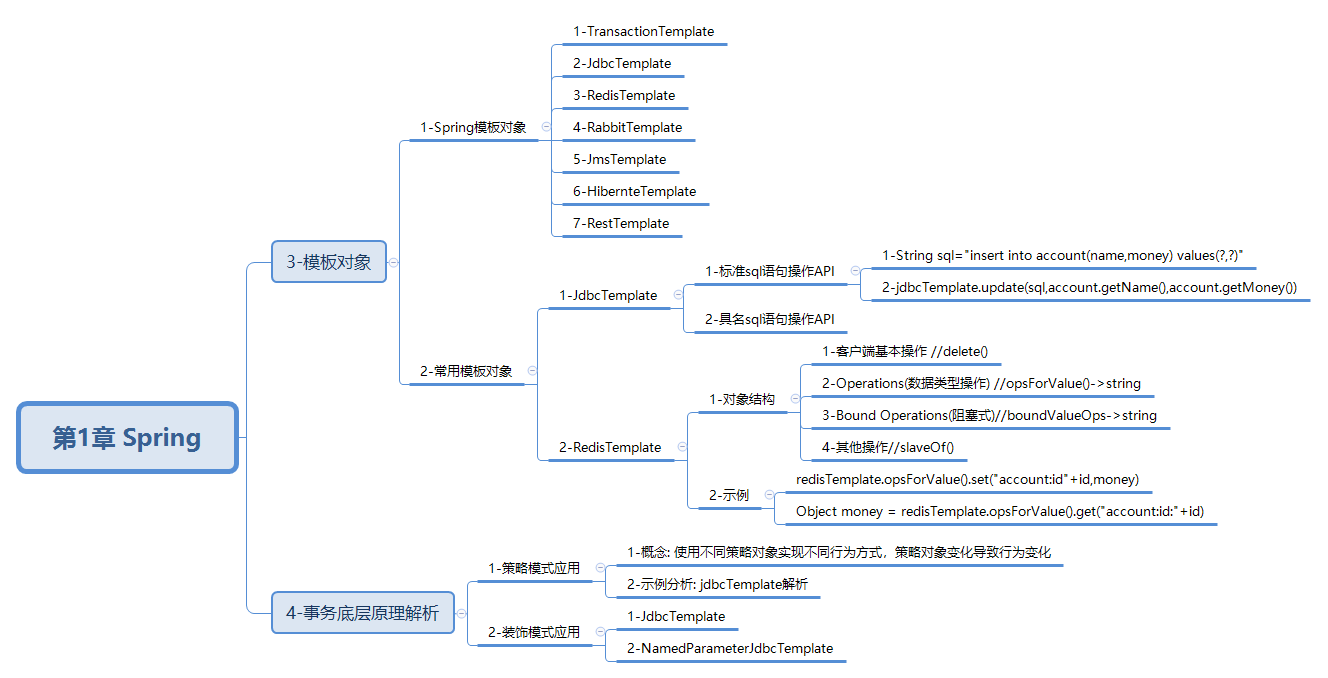 第1章 Spring
3-模板对象
1-Spring模板对象
1-TransactionTemplate
2-JdbcTemplate
3-RedisTemplate
4-RabbitTemplate
5-JmsTemplate
6-HibernteTemplate
7-RestTemplate
2-常用模板对象
1-JdbcTemplate
1-标准sql语句操作API
1-String sql="insert into account(name,money) values(?,?)"
2-jdbcTemplate.update(sql,account.getName(),account.getMoney())
2-具名sql语句操作API
2-RedisTemplate
1-对象结构
1-客户端基本操作 //delete()
2-Operations(数据类型操作) //opsForValue()->string
3-Bound Operations(阻塞式)//boundValueOps->string
4-其他操作//slaveOf()
2-示例
redisTemplate.opsForValue().set("account:id"+id,money)
Object money = redisTemplate.opsForValue().get("account:id:"+id)
4-事务底层原理解析
1-策略模式应用
1-概念: 使用不同策略对象实现不同行为方式，策略对象变化导致行为变化
2-示例分析: jdbcTemplate解析
2-装饰模式应用
1-JdbcTemplate
2-NamedParameterJdbcTemplate